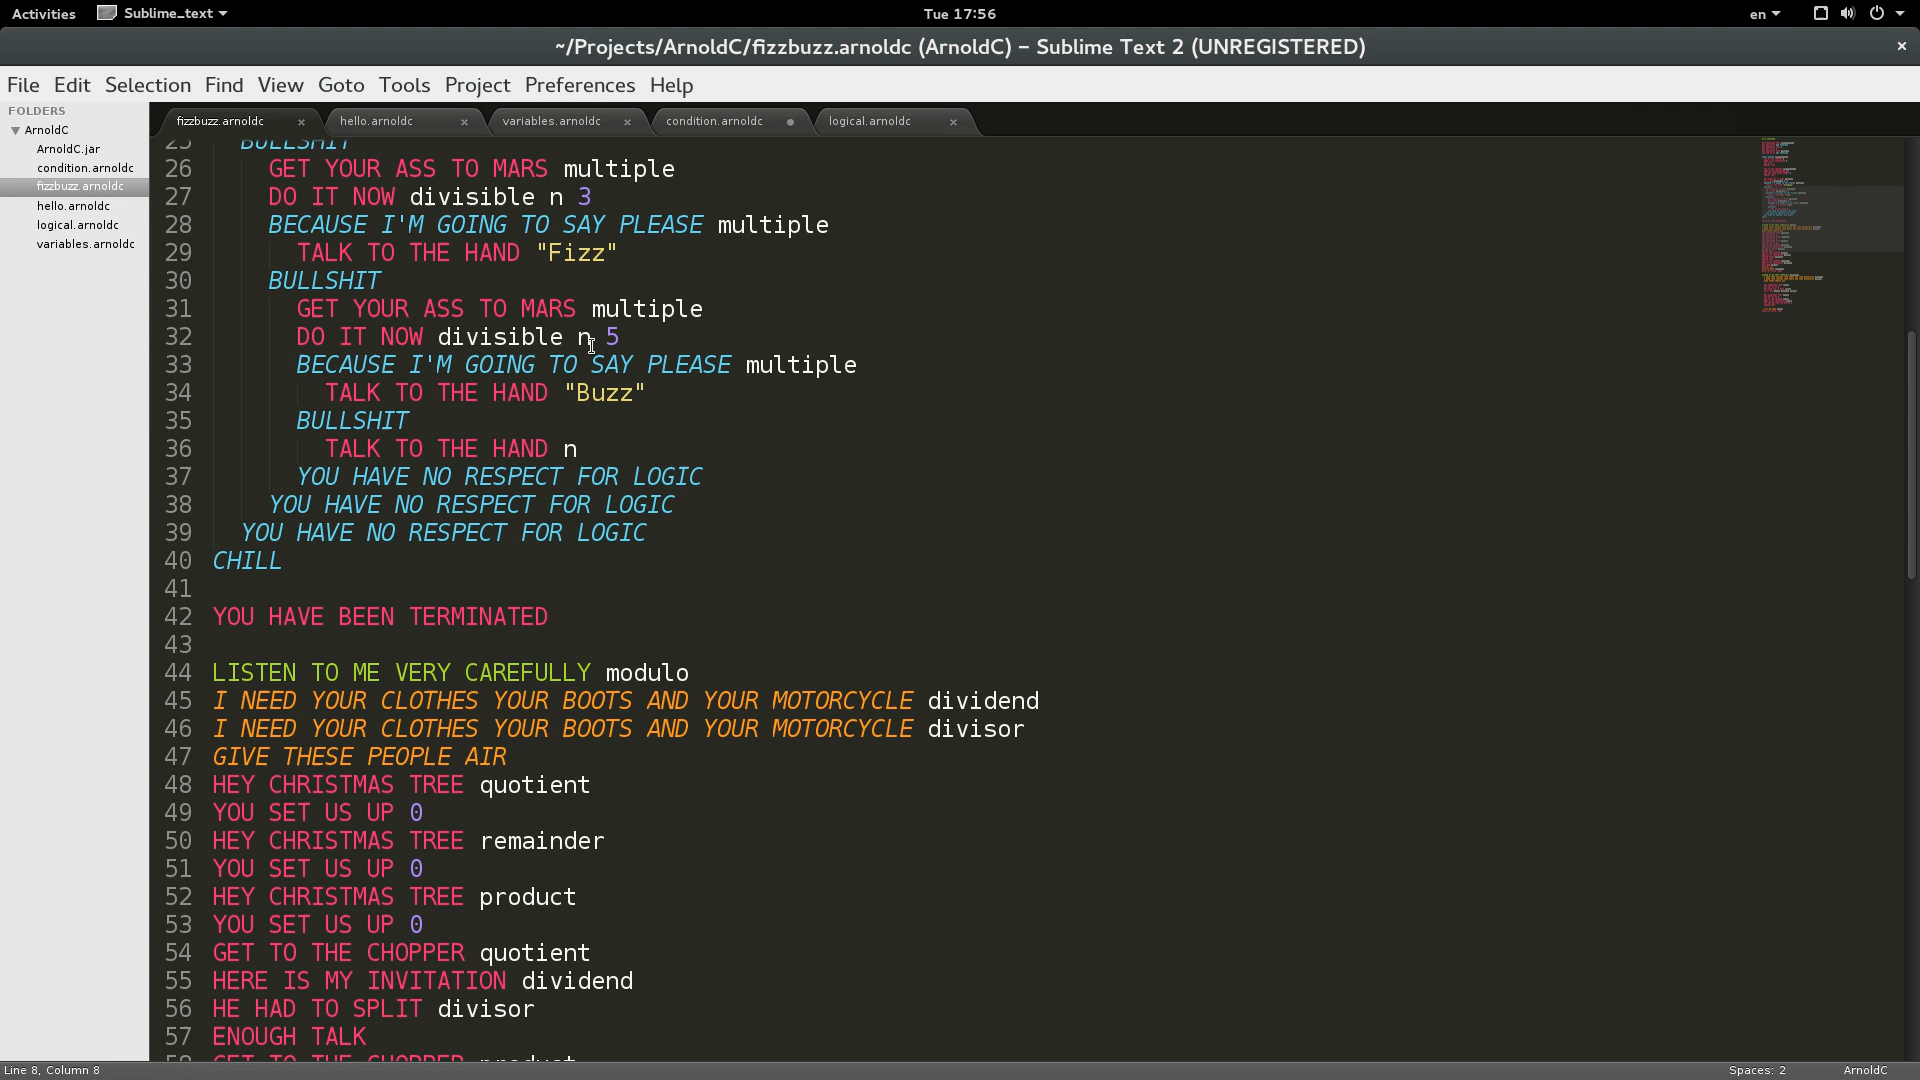 Activities Sublime_text Tue 17:56 en
~/Projects/ArnoldC/fizzbuzz.arnoldc (ArnoldC) – Sublime Text 2 (UNREGISTERED) ×
File Edit Selection Find View Goto Tools Project Preferences Help
FOLDERS
ArnoldC
ArnoldC.jar
condition.arnoldc
fizzbuzz.arnoldc
hello.arnoldc
logical.arnoldc
variables.arnoldc
fizzbuzz.arnoldc × hello.arnoldc × variables.arnoldc × condition.arnoldc logical.arnoldc ×
25 BULLSHIT
26 GET YOUR ASS TO MARS multiple
27 DO IT NOW divisible n 3
28 BECAUSE I'M GOING TO SAY PLEASE multiple
29 TALK TO THE HAND "Fizz"
30 BULLSHIT
31 GET YOUR ASS TO MARS multiple
32 DO IT NOW divisible n 5
33 BECAUSE I'M GOING TO SAY PLEASE multiple
34 TALK TO THE HAND "Buzz"
35 BULLSHIT
36 TALK TO THE HAND n
37 YOU HAVE NO RESPECT FOR LOGIC
38 YOU HAVE NO RESPECT FOR LOGIC
39 YOU HAVE NO RESPECT FOR LOGIC
40 CHILL
41
42 YOU HAVE BEEN TERMINATED
43
44 LISTEN TO ME VERY CAREFULLY modulo
45 I NEED YOUR CLOTHES YOUR BOOTS AND YOUR MOTORCYCLE dividend
46 I NEED YOUR CLOTHES YOUR BOOTS AND YOUR MOTORCYCLE divisor
47 GIVE THESE PEOPLE AIR
48 HEY CHRISTMAS TREE quotient
49 YOU SET US UP 0
50 HEY CHRISTMAS TREE remainder
51 YOU SET US UP 0
52 HEY CHRISTMAS TREE product
53 YOU SET US UP 0
54 GET TO THE CHOPPER quotient
55 HERE IS MY INVITATION dividend
56 HE HAD TO SPLIT divisor
57 ENOUGH TALK
58 GET TO THE CHOPPER product
Line 8, Column 8 Spaces: 2 ArnoldC